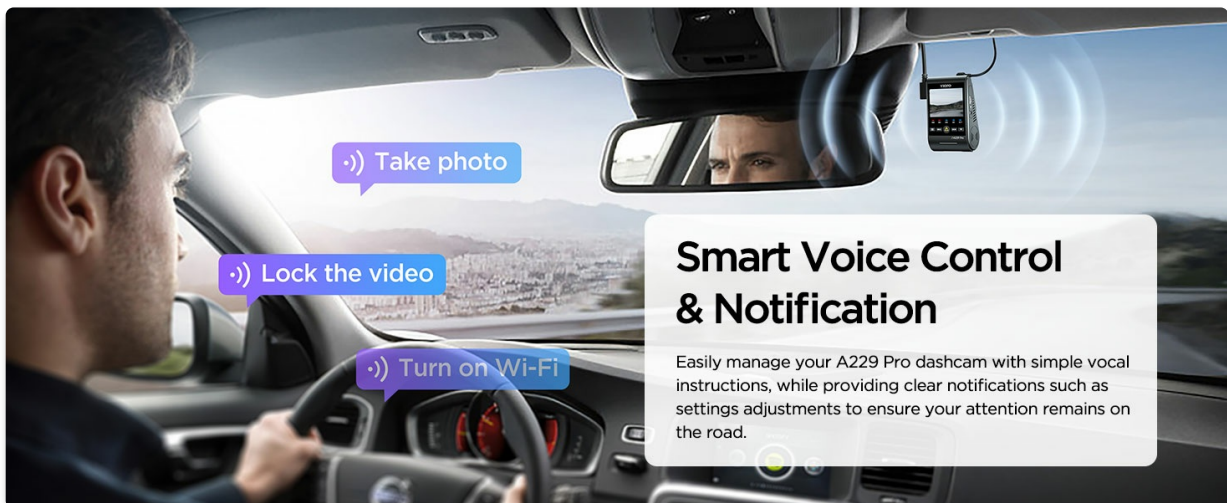 Take photo
Lock the video
Turn on Wi-Fi
Smart Voice Control
& Notification
Easily manage your A229 Pro dashcam with simple vocal
instructions, while providing clear notifications such as
settings adjustments to ensure your attention remains on
the road.